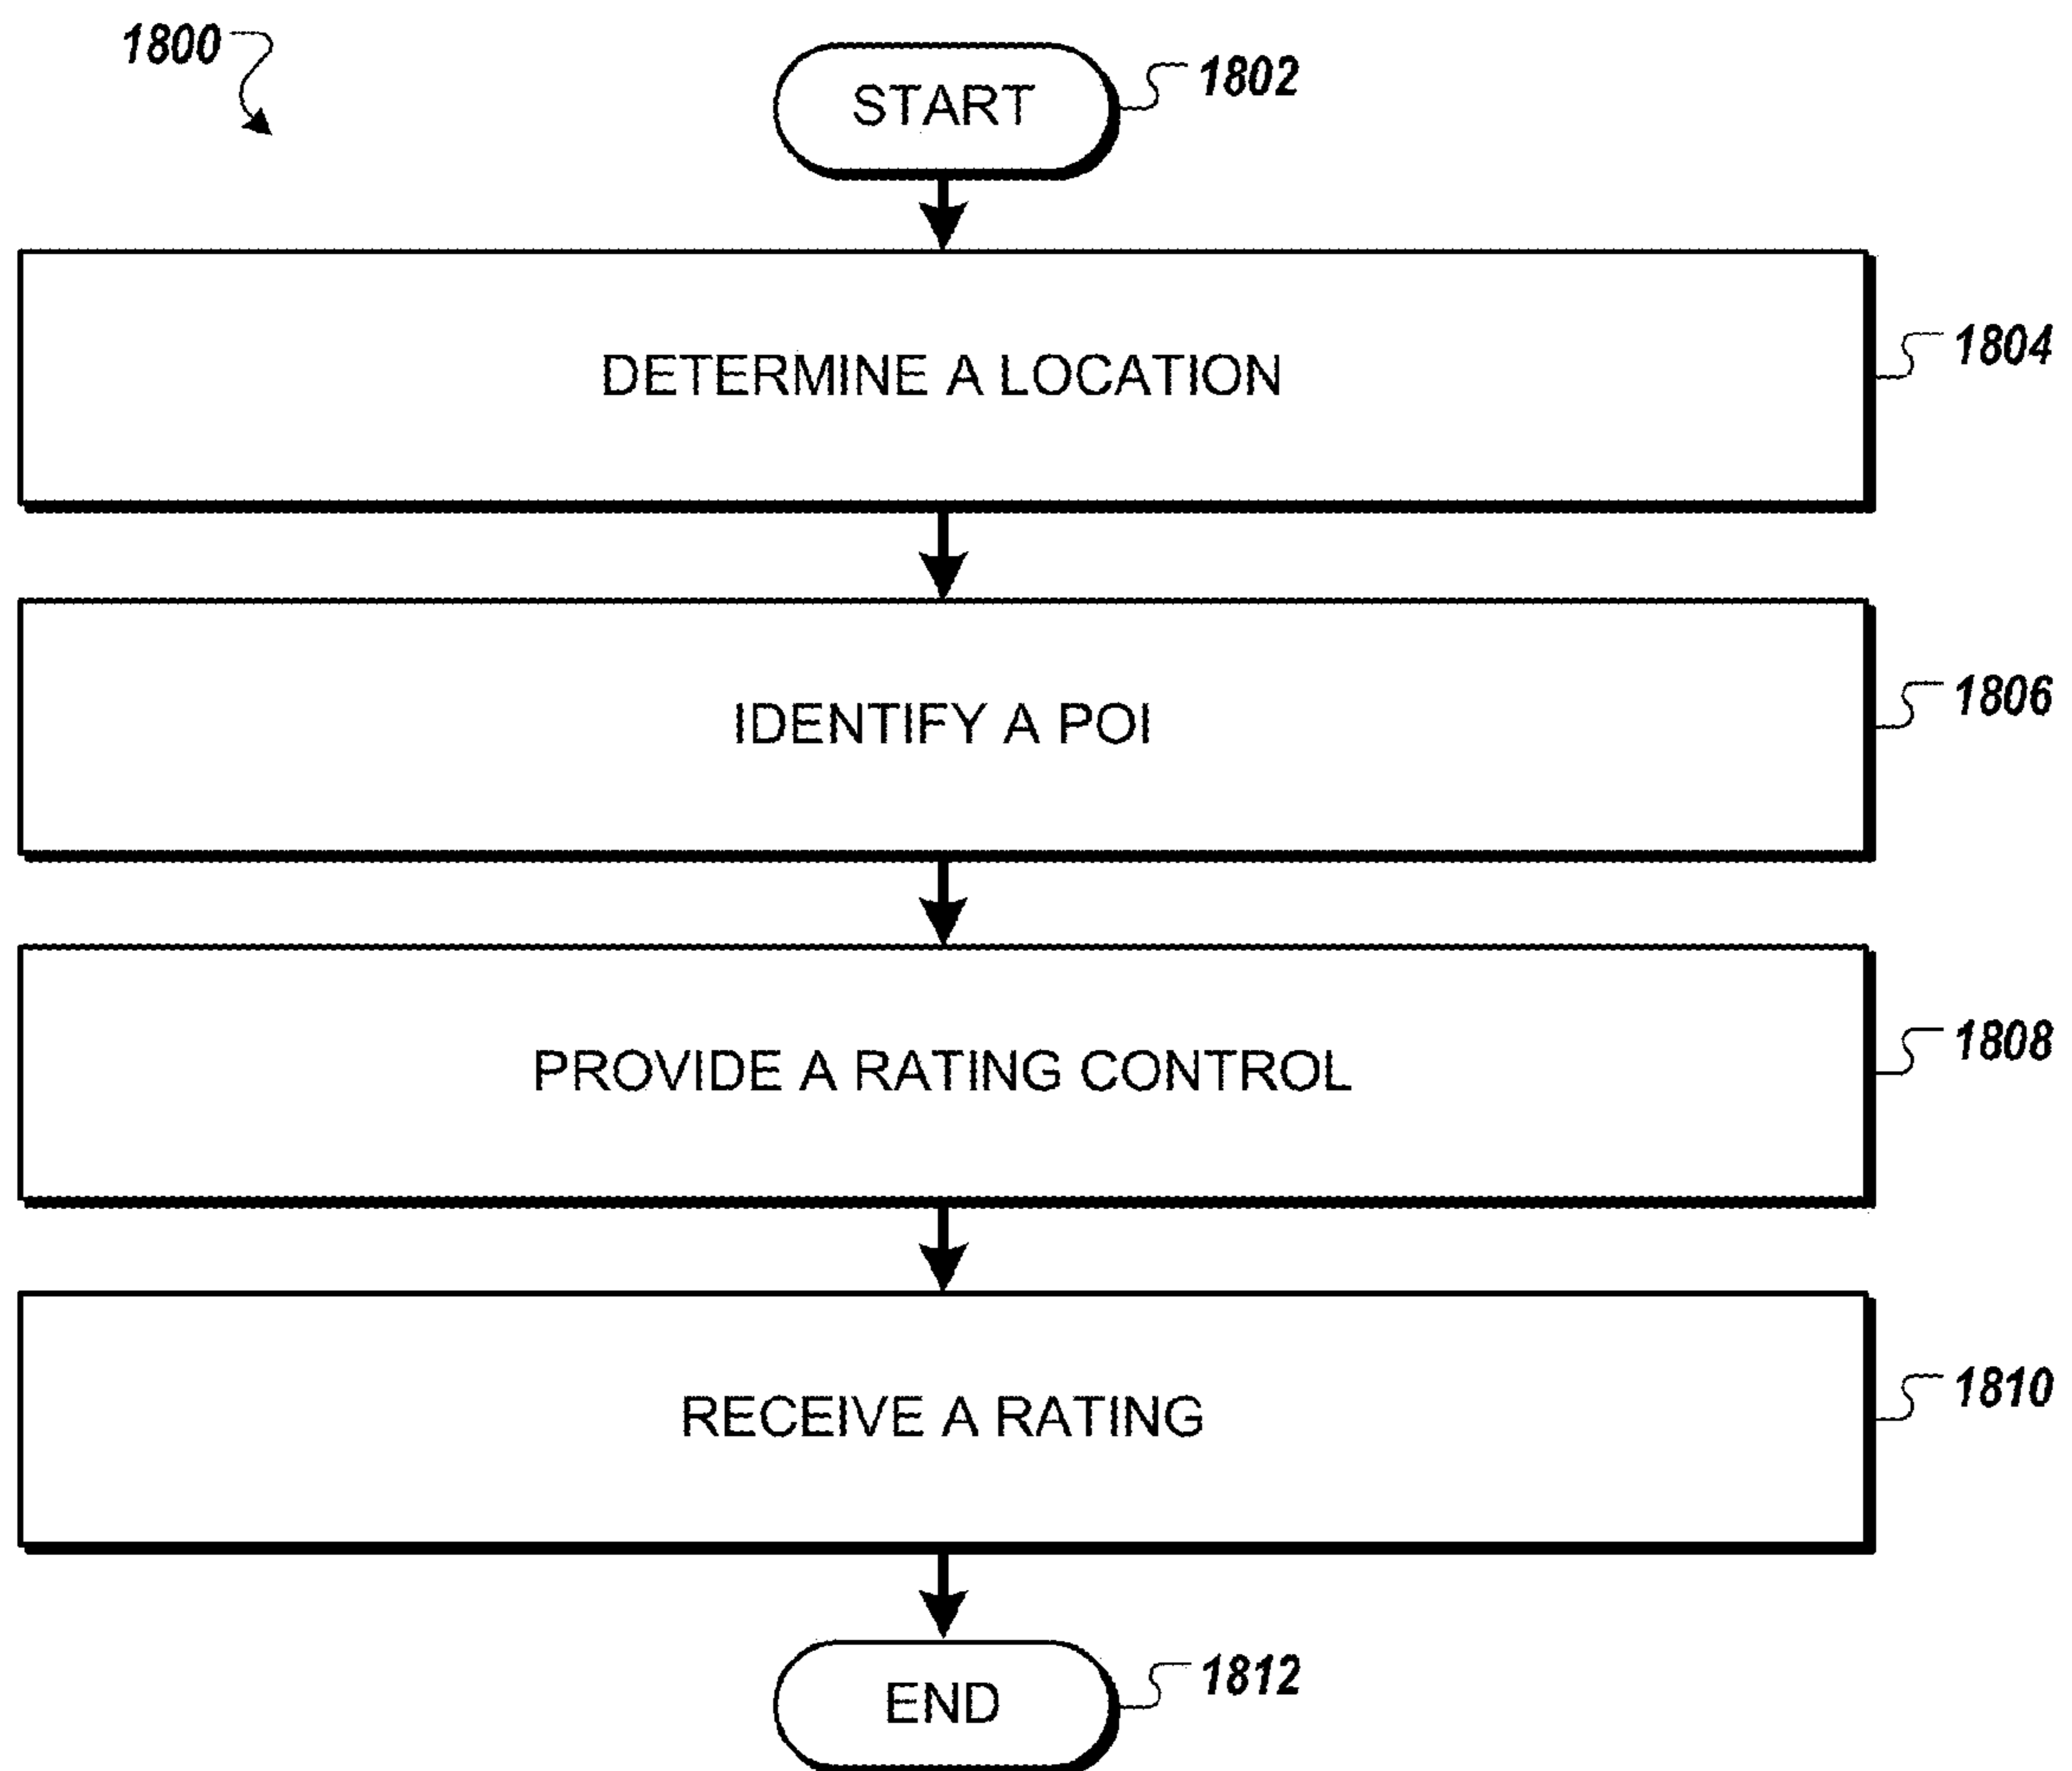 1800
START
1802
DETERMINE A LOCATION
1804
IDENTIFY A POI
1806
PROVIDE A RATING CONTROL
1808
RECEIVE A RATING
1810
END
1812